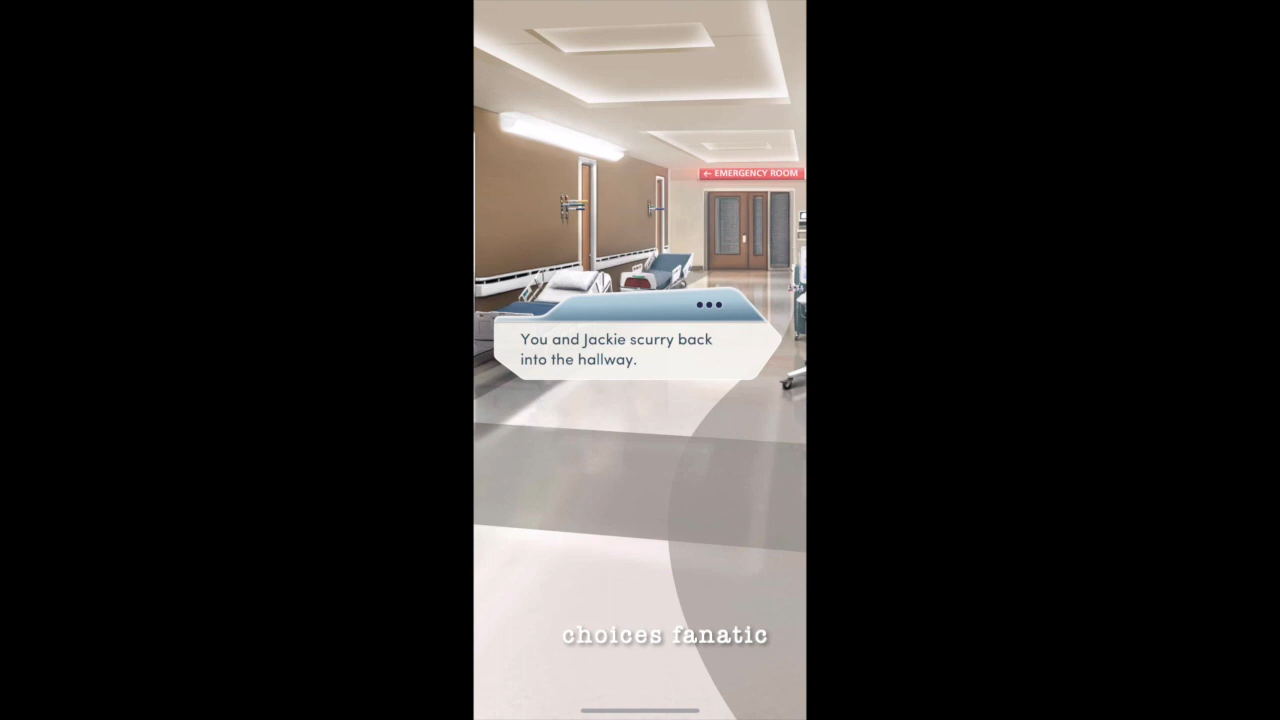 ← EMERGENCY ROOM
You and Jackie scurry back
into the hallway.
choices fanatic